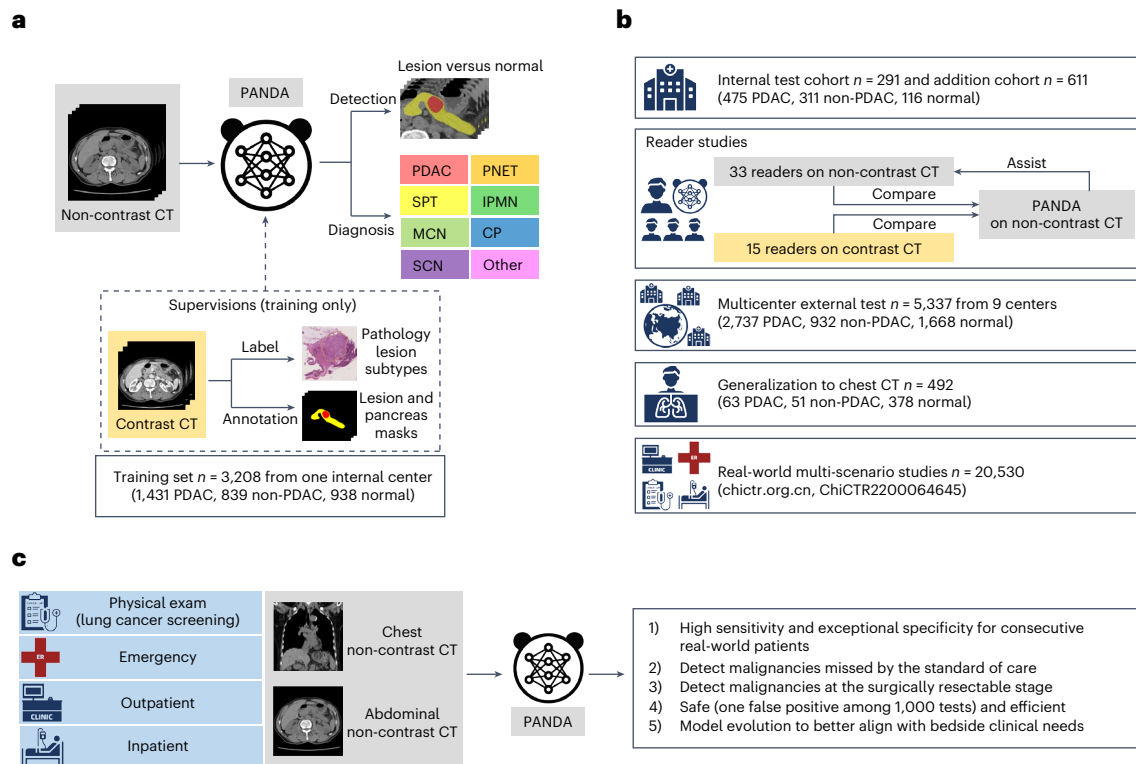 a
Non-contrast CT
PANDA
Detection
Lesion versus normal
Diagnosis
PDAC
PNET
SPT
IPMN
MCN
CP
SCN
Other
Supervisions (training only)
Contrast CT
Label
Pathology
lesion
subtypes
Annotation
Lesion and
pancreas
masks
Training set n = 3,208 from one internal center
(1,431 PDAC, 839 non-PDAC, 938 normal)
b
Internal test cohort n = 291 and addition cohort n = 611
(475 PDAC, 311 non-PDAC, 116 normal)
Reader studies
33 readers on non-contrast CT
Assist
Compare
PANDA
on non-contrast CT
Compare
15 readers on contrast CT
Multicenter external test n = 5,337 from 9 centers
(2,737 PDAC, 932 non-PDAC, 1,668 normal)
Generalization to chest CT n = 492
(63 PDAC, 51 non-PDAC, 378 normal)
CLINIC
ER
Real-world multi-scenario studies n = 20,530
(chictr.org.cn, ChiCTR2200064645)
c
Physical exam
(lung cancer screening)
ER
Emergency
CLINIC
Outpatient
Inpatient
Chest
non-contrast CT
Abdominal
non-contrast CT
PANDA
1) High sensitivity and exceptional specificity for consecutive
real-world patients
2) Detect malignancies missed by the standard of care
3) Detect malignancies at the surgically resectable stage
4) Safe (one false positive among 1,000 tests) and efficient
5) Model evolution to better align with bedside clinical needs